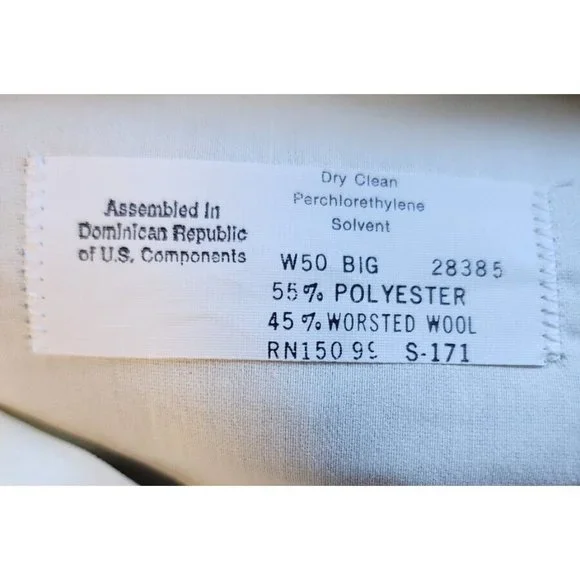 Assembled In
Dominican Republic
of U.S. Components
Dry Clean
Perchlorethylene
Solvent
W50 BIG 28385
55% POLYESTER
45% WORSTED WOOL
RN15099 S-171